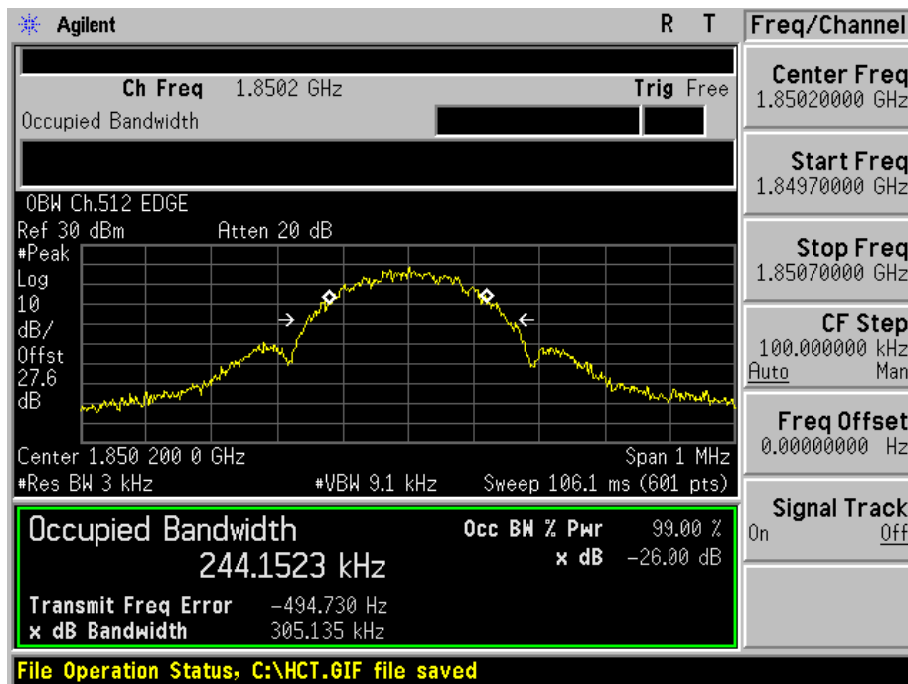 Agilent R T
Freq/Channel
Ch Freq 1.8502 GHz Trig Free
Occupied Bandwidth
OBW Ch.512 EDGE
Ref 30 dBm Atten 20 dB
#Peak
Log
10
dB/
Offst
27.6
dB
Center 1.850 200 0 GHz Span 1 MHz
#Res BW 3 kHz #VBW 9.1 kHz Sweep 106.1 ms (601 pts)
Occupied Bandwidth Occ BW % Pwr 99.00 %
244.1523 kHz x dB -26.00 dB
Transmit Freq Error -494.730 Hz
x dB Bandwidth 305.135 kHz
File Operation Status, C:\HCT.GIF file saved
Center Freq
1.85020000 GHz
Start Freq
1.84970000 GHz
Stop Freq
1.85070000 GHz
CF Step
100.000000 kHz
Auto Man
Freq Offset
0.00000000 Hz
Signal Track
On Off